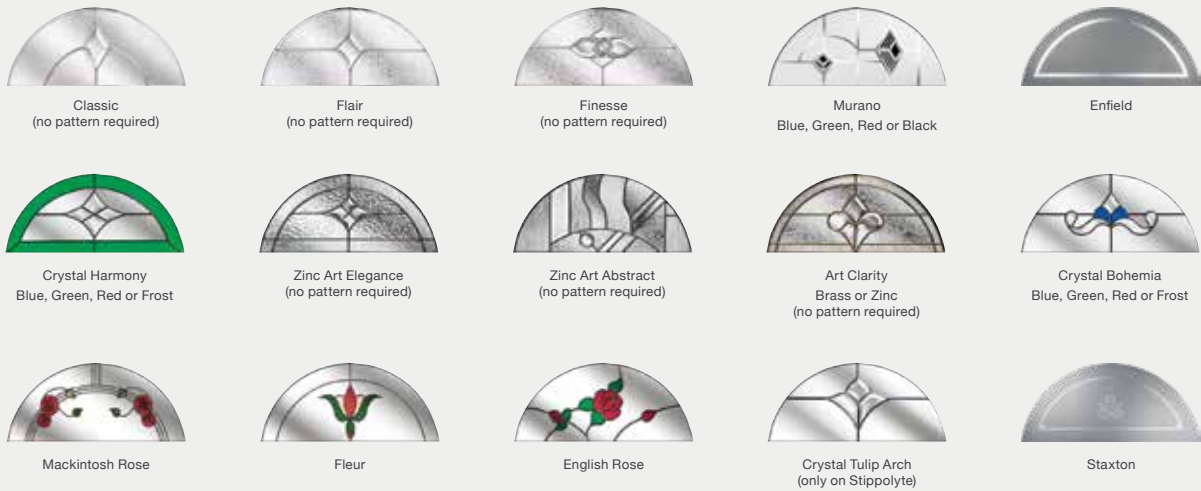 Classic
(no pattern required)
Flair
(no pattern required)
Finesse
(no pattern required)
Murano
Blue, Green, Red or Black
Enfield
Crystal Harmony
Blue, Green, Red or Frost
Zinc Art Elegance
(no pattern required)
Zinc Art Abstract
(no pattern required)
Art Clarity
Brass or Zinc
(no pattern required)
Crystal Bohemia
Blue, Green, Red or Frost
Mackintosh Rose
Fleur
English Rose
Crystal Tulip Arch
(only on Stippolyte)
Staxton